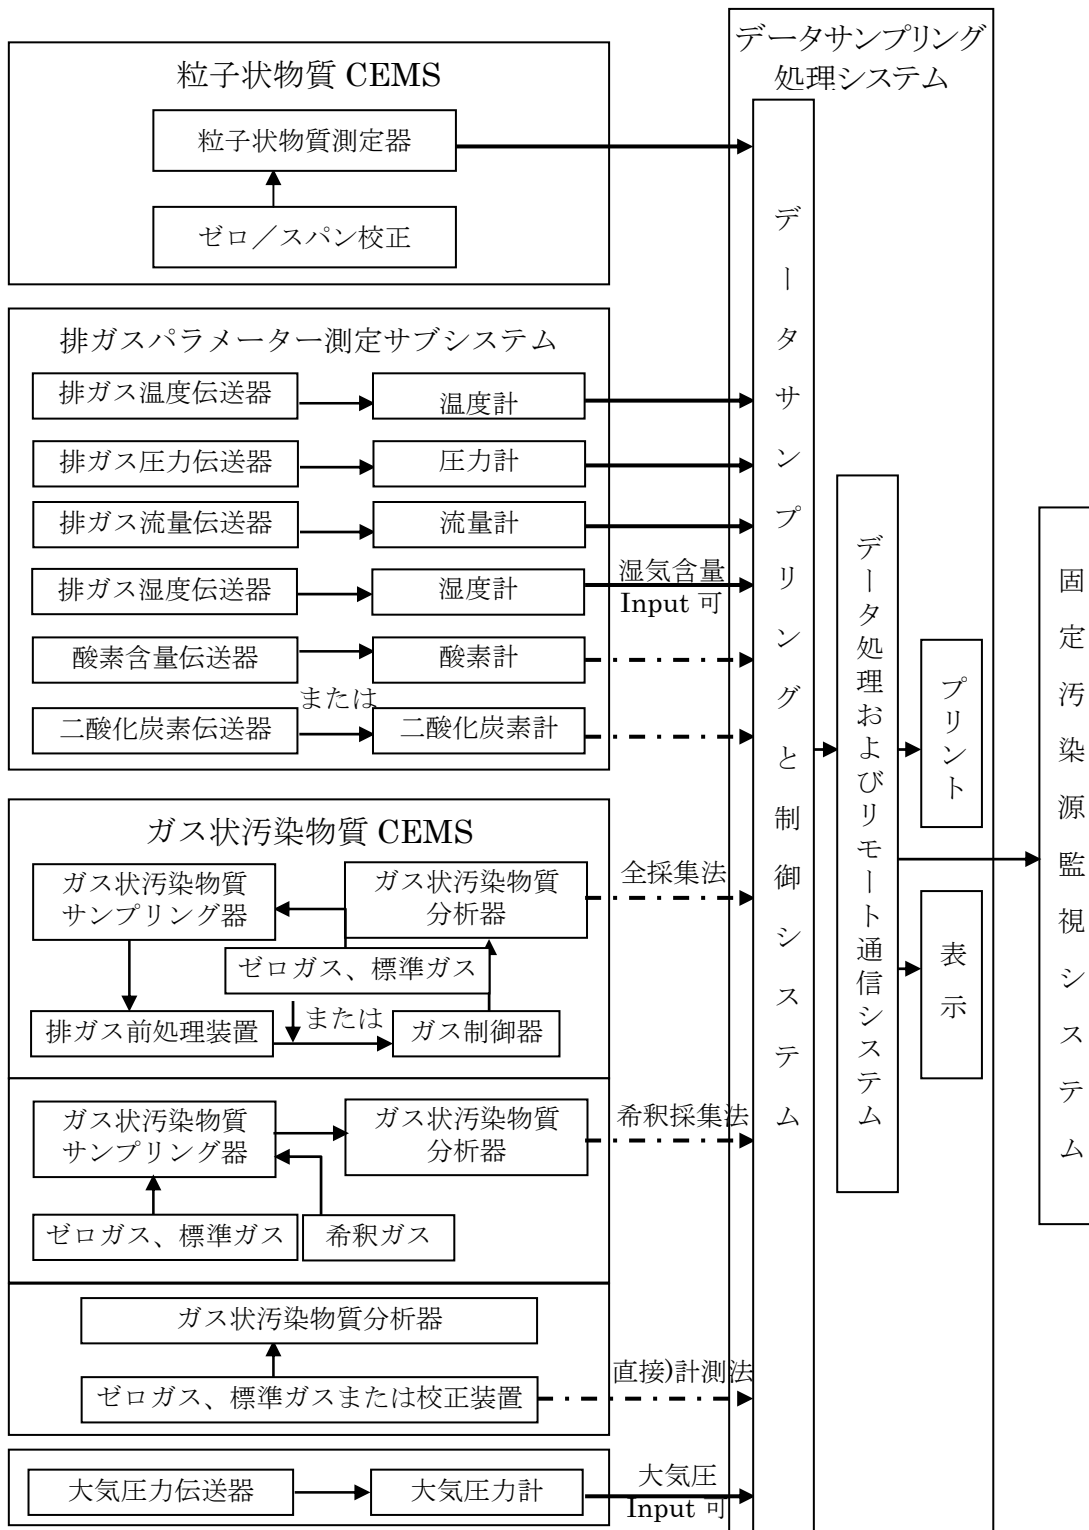 データサンプリング
処理システム
粒子状物質 CEMS
粒子状物質測定器
ゼロ／スパン校正
排ガスパラメーター測定サブシステム
排ガス温度伝送器
温度計
排ガス圧力伝送器
圧力計
排ガス流量伝送器
流量計
排ガス湿度伝送器
湿度計
湿気含量
Input 可
酸素含量伝送器
酸素計
または
二酸化炭素伝送器
二酸化炭素計
ガス状汚染物質 CEMS
ガス状汚染物質
サンプリング器
ガス状汚染物質
分析器
全採集法
ゼロガス、標準ガス
または
排ガス前処理装置
ガス制御器
ガス状汚染物質
サンプリング器
ガス状汚染物質
分析器
希釈採集法
ゼロガス、標準ガス
希釈ガス
ガス状汚染物質分析器
直接)計測法
ゼロガス、標準ガスまたは校正装置
大気圧力伝送器
大気圧力計
大気圧
Input 可
データサンプリングと制御システム
データ処理およびリモート通信システム
プリント
表示
固定汚染源監視システム